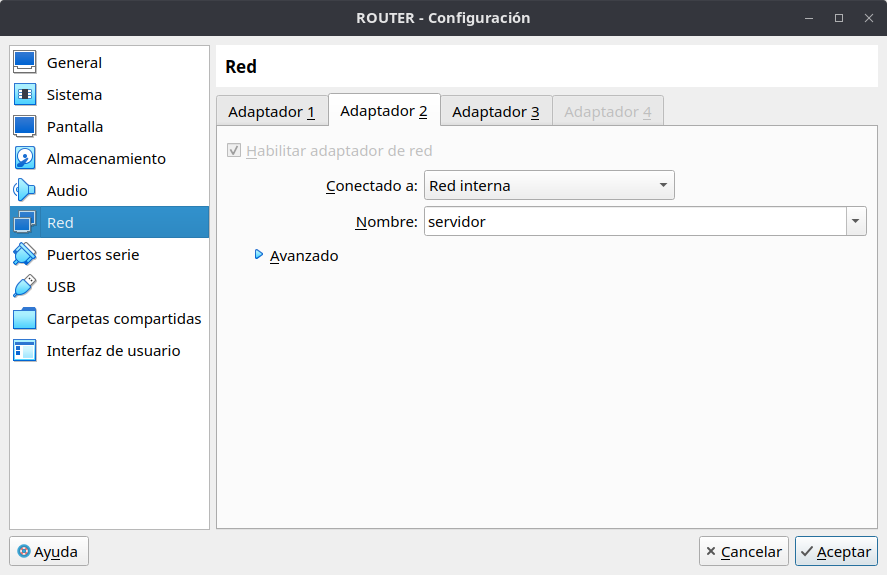 ROUTER - Configuración
General
Sistema
Pantalla
Almacenamiento
Audio
Red
Puertos serie
USB
Carpetas compartidas
Interfaz de usuario
Red
Adaptador 1 Adaptador 2 Adaptador 3 Adaptador 4
Habilitar adaptador de red
Conectado a: Red interna
Nombre: servidor
Avanzado
Ayuda Cancelar Aceptar